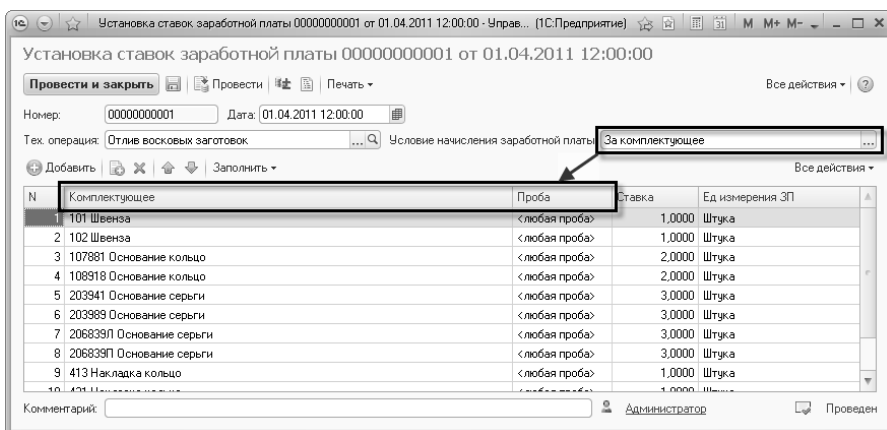 Установка ставок заработной платы 00000000001 от 01.04.2011 12:00:00 - Управ... (1С:Предприятие) M M+ M-
Установка ставок заработной платы 00000000001 от 01.04.2011 12:00:00
Провести и закрыть Провести Печать Все действия
Номер: 00000000001 Дата: 01.04.2011 12:00:00
Тех. операция: Отлив восковых заготовок ... Условие начисления заработной платы За комплектующее ...
Добавить Заполнить Все действия
N Комплектующее Проба Ставка Ед измерения ЗП
1 101 Швенза <любая проба> 1,0000 Штука
2 102 Швенза <любая проба> 1,0000 Штука
3 107881 Основание кольцо <любая проба> 2,0000 Штука
4 108918 Основание кольцо <любая проба> 2,0000 Штука
5 203941 Основание серьги <любая проба> 3,0000 Штука
6 203989 Основание серьги <любая проба> 3,0000 Штука
7 206839Л Основание серьги <любая проба> 3,0000 Штука
8 206839П Основание серьги <любая проба> 3,0000 Штука
9 413 Накладка кольцо <любая проба> 1,0000 Штука
Комментарий: Администратор Проведен